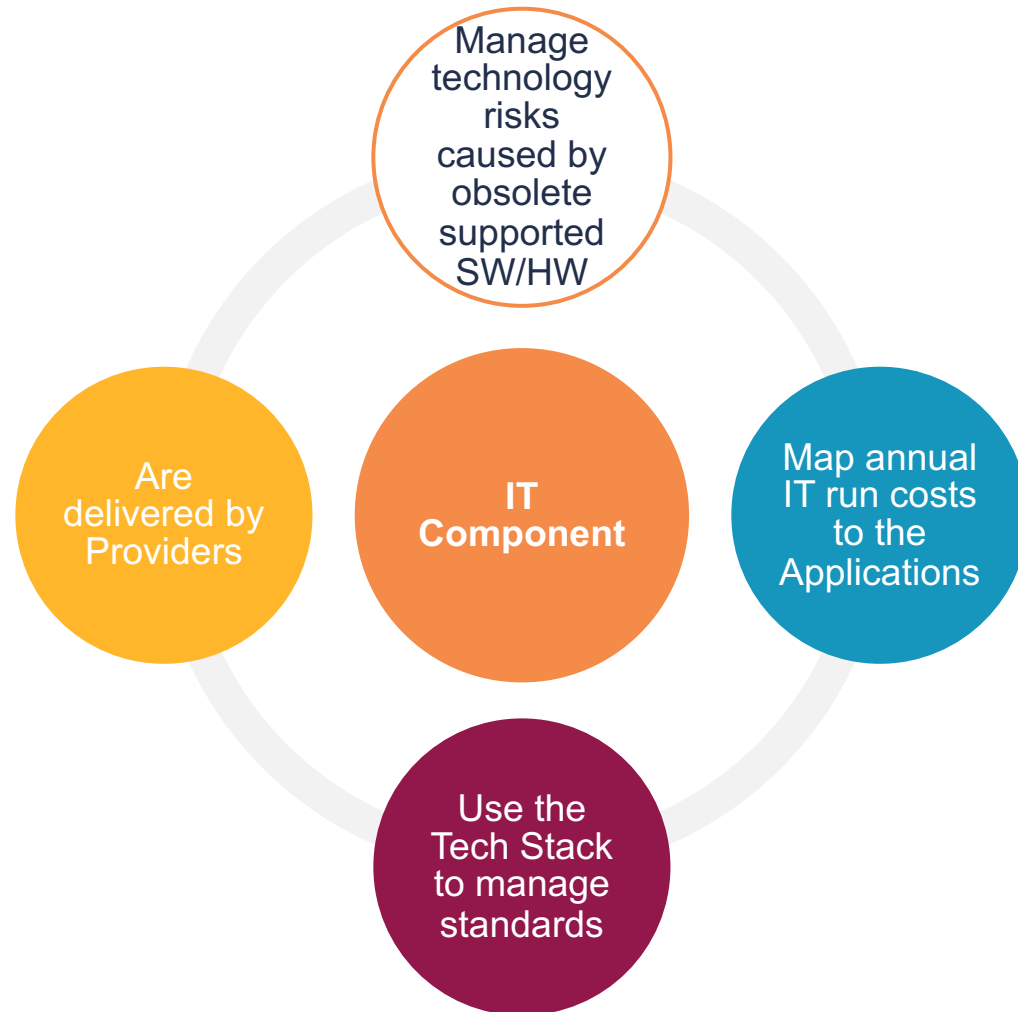 Manage
technology
risks
caused by
obsolete
supported
SW/HW
Are
delivered by
Providers
IT
Component
Map annual
IT run costs
to the
Applications
Use the
Tech Stack
to manage
standards